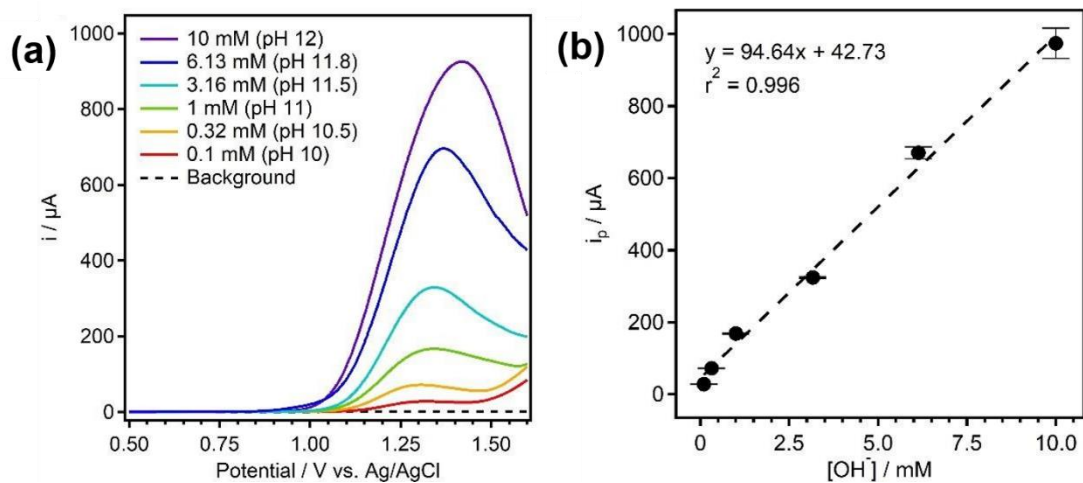 (a)
1000
800
600
400
200
0
i / µA
10 mM (pH 12)
6.13 mM (pH 11.8)
3.16 mM (pH 11.5)
1 mM (pH 11)
0.32 mM (pH 10.5)
0.1 mM (pH 10)
Background
0.50 0.75 1.00 1.25 1.50
Potential / V vs. Ag/AgCl
(b)
1000
800
600
400
200
0
iₚ / µA
y = 94.64x + 42.73
r² = 0.996
0 2.5 5.0 7.5 10.0
[OH⁻] / mM